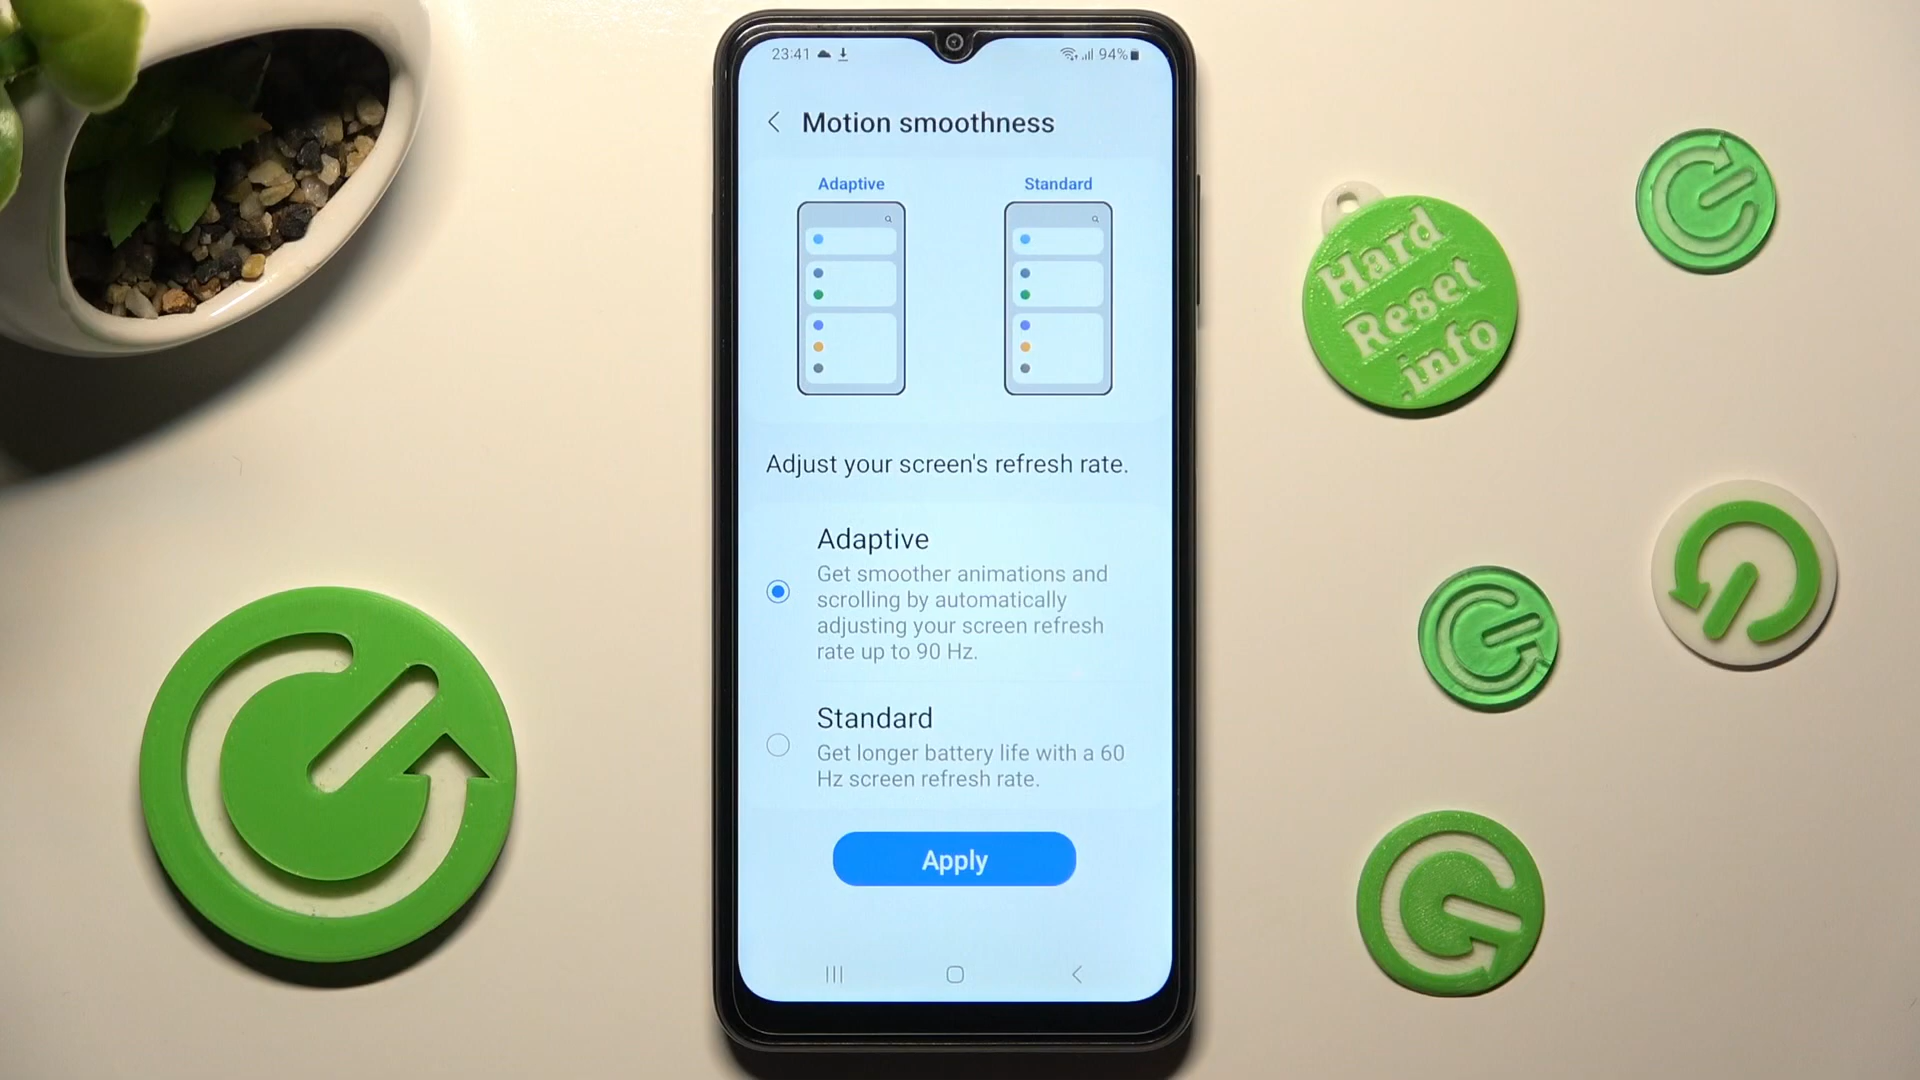 23:41
94%
Motion smoothness
Adaptive
Standard
Adjust your screen's refresh rate.
Adaptive
Get smoother animations and
scrolling by automatically
adjusting your screen refresh
rate up to 90 Hz.
Standard
Get longer battery life with a 60
Hz screen refresh rate.
Apply
Hard
Reset
.info